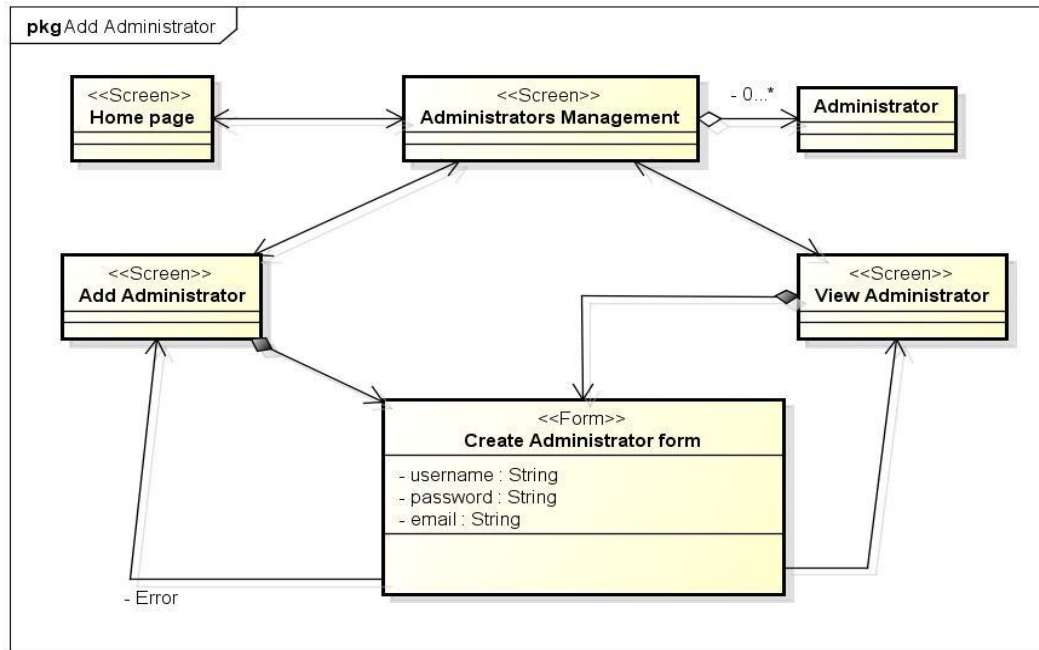 pkg Add Administrator
<<Screen>>
Home page
<<Screen>>
Administrators Management
- 0...*
Administrator
<<Screen>>
Add Administrator
<<Screen>>
View Administrator
<<Form>>
Create Administrator form
- username : String
- password : String
- email : String
- Error